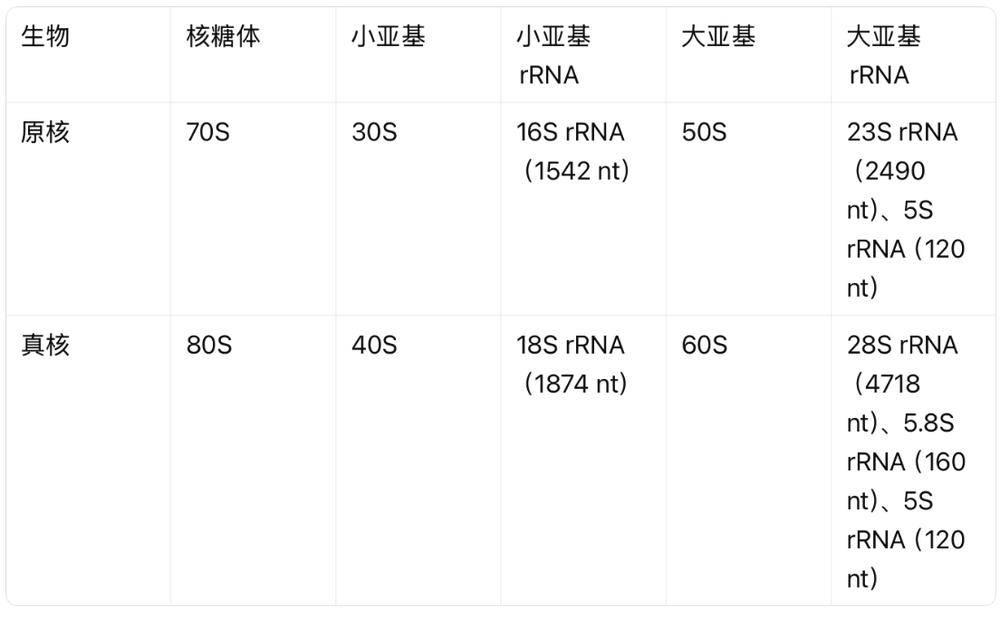 生物 核糖体 小亚基 小亚基 大亚基 大亚基
rRNA rRNA
原核 70S 30S 16S rRNA 50S 23S rRNA
（1542 nt） （2490
nt）、5S
rRNA（120
nt）
真核 80S 40S 18S rRNA 60S 28S rRNA
（1874 nt） （4718
nt）、5.8S
rRNA（160
nt）、5S
rRNA（120
nt）